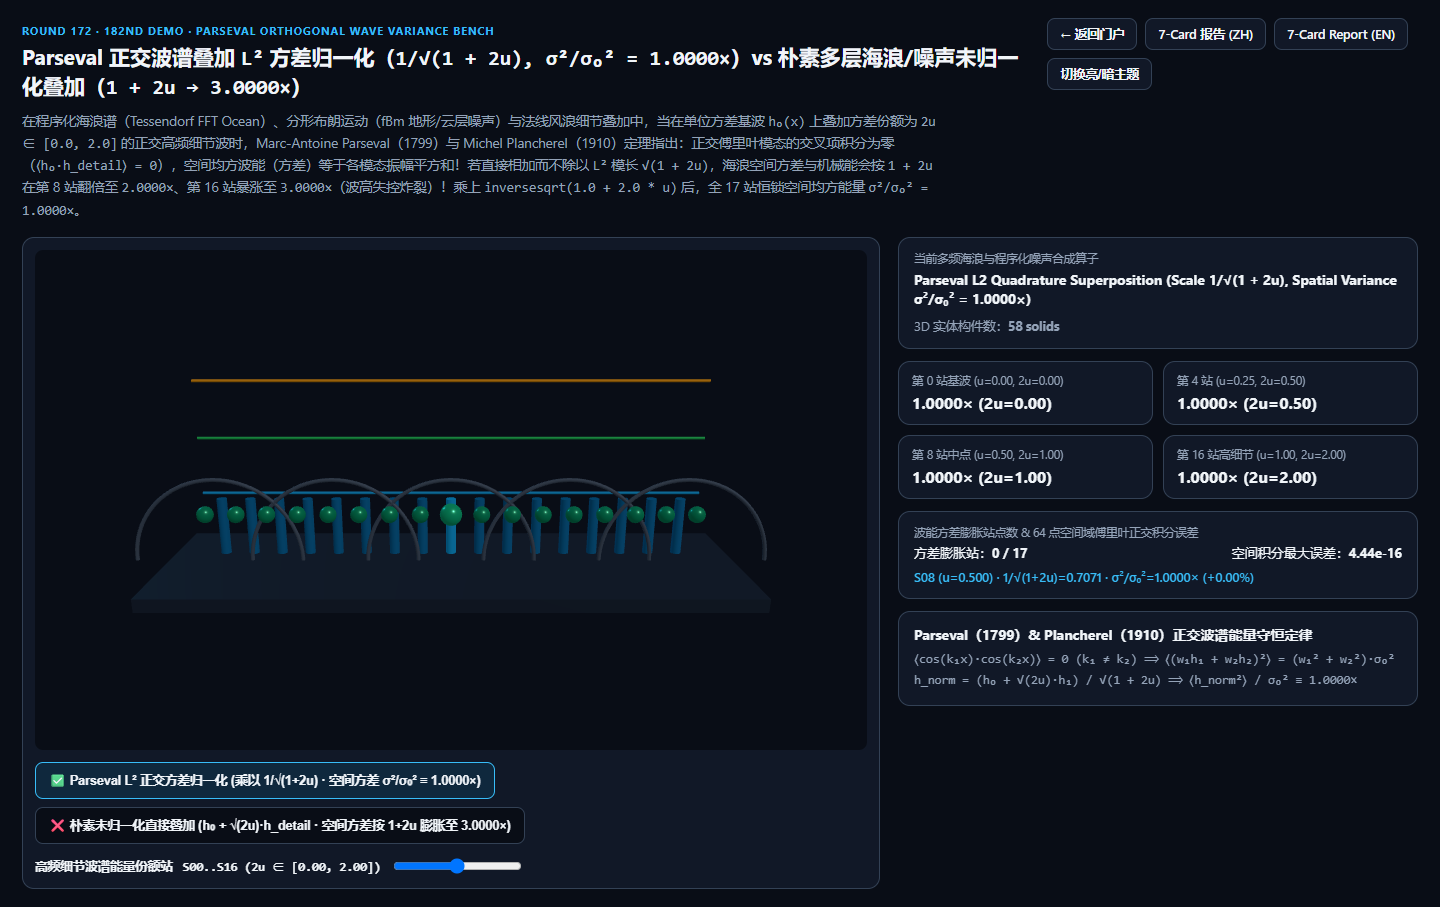 ROUND 172 · 182ND DEMO · PARSEVAL ORTHOGONAL WAVE VARIANCE BENCH
Parseval 正交波谱叠加 L² 方差归一化（1/√(1 + 2u), σ²/σ₀² = 1.0000×）vs 朴素多层海浪/噪声未归一
化叠加（1 + 2u → 3.0000×）
← 返回门户
7-Card 报告 (ZH)
7-Card Report (EN)
切换亮/暗主题
在程序化海浪谱（Tessendorf FFT Ocean）、分形布朗运动（fBm 地形/云层噪声）与法线风浪细节叠加中，当在单位方差基波 h₀(x) 上叠加方差份额为 2u
∈ [0.0, 2.0] 的正交高频细节波时，Marc-Antoine Parseval（1799）与 Michel Plancherel（1910）定理指出：正交傅里叶模态的交叉项积分为零
（⟨h₀·h_detail⟩ = 0），空间均方波能（方差）等于各模态振幅平方和！若直接相加而不除以 L² 模长 √(1 + 2u)，海浪空间方差与机械能会按 1 + 2u
在第 8 站翻倍至 2.0000×、第 16 站暴涨至 3.0000×（波高失控炸裂）！乘上 inversesqrt(1.0 + 2.0 * u) 后，全 17 站恒锁空间均方能量 σ²/σ₀² =
1.0000×。
当前多频海浪与程序化噪声合成算子
Parseval L2 Quadrature Superposition (Scale 1/√(1 + 2u), Spatial Variance
σ²/σ₀² = 1.0000×)
3D 实体构件数：58 solids
第 0 站基波 (u=0.00, 2u=0.00)
1.0000× (2u=0.00)
第 4 站 (u=0.25, 2u=0.50)
1.0000× (2u=0.50)
第 8 站中点 (u=0.50, 2u=1.00)
1.0000× (2u=1.00)
第 16 站高细节 (u=1.00, 2u=2.00)
1.0000× (2u=2.00)
波能方差膨胀站点数 & 64 点空间域傅里叶正交积分误差
方差膨胀站：0 / 17
空间积分最大误差：4.44e-16
S08 (u=0.500) · 1/√(1+2u)=0.7071 · σ²/σ₀²=1.0000× (+0.00%)
Parseval（1799）& Plancherel（1910）正交波谱能量守恒定律
⟨cos(k₁x)·cos(k₂x)⟩ = 0 (k₁ ≠ k₂) ⟹ ⟨(w₁h₁ + w₂h₂)²⟩ = (w₁² + w₂²)·σ₀²
h_norm = (h₀ + √(2u)·h₁) / √(1 + 2u) ⟹ ⟨h_norm²⟩ / σ₀² ≡ 1.0000×
✅ Parseval L² 正交方差归一化 (乘以 1/√(1+2u) · 空间方差 σ²/σ₀² ≡ 1.0000×)
❌ 朴素未归一化直接叠加 (h₀ + √(2u)·h_detail · 空间方差按 1+2u 膨胀至 3.0000×)
高频细节波谱能量份额站 S00..S16 (2u ∈ [0.00, 2.00])